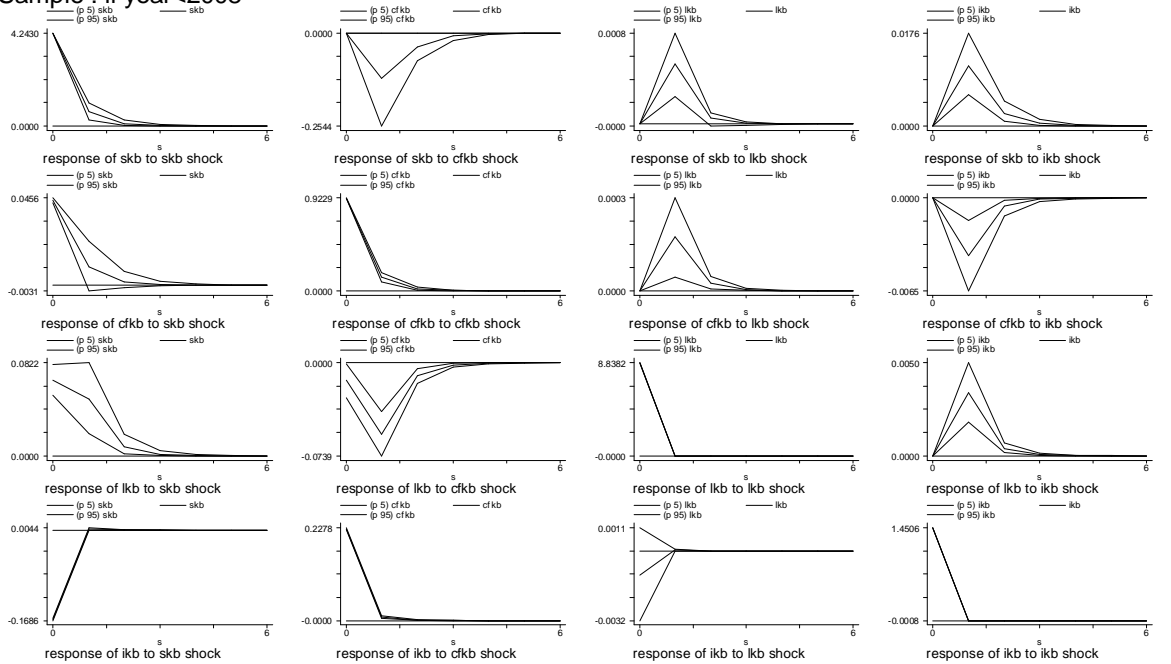 (p 5) skb skb
(p 95) skb
4.2430
0.0000
0 6
s
response of skb to skb shock
(p 5) cfkb cfkb
(p 95) cfkb
0.0000
-0.2544
0 6
s
response of skb to cfkb shock
(p 5) lkb lkb
(p 95) lkb
0.0008
-0.0000
0 6
s
response of skb to lkb shock
(p 5) ikb ikb
(p 95) ikb
0.0176
0.0000
0 6
s
response of skb to ikb shock
(p 5) skb skb
(p 95) skb
0.0456
-0.0031
0 6
s
response of cfkb to skb shock
(p 5) cfkb cfkb
(p 95) cfkb
0.9229
0.0000
0 6
s
response of cfkb to cfkb shock
(p 5) lkb lkb
(p 95) lkb
0.0003
0.0000
0 6
s
response of cfkb to lkb shock
(p 5) ikb ikb
(p 95) ikb
0.0000
-0.0065
0 6
s
response of cfkb to ikb shock
(p 5) skb skb
(p 95) skb
0.0822
0.0000
0 6
s
response of lkb to skb shock
(p 5) cfkb cfkb
(p 95) cfkb
0.0000
-0.0739
0 6
s
response of lkb to cfkb shock
(p 5) lkb lkb
(p 95) lkb
8.8382
-0.0000
0 6
s
response of lkb to lkb shock
(p 5) ikb ikb
(p 95) ikb
0.0050
0.0000
0 6
s
response of lkb to ikb shock
(p 5) skb skb
(p 95) skb
0.0044
-0.1686
0 6
s
response of ikb to skb shock
(p 5) cfkb cfkb
(p 95) cfkb
0.2278
-0.0000
0 6
s
response of ikb to cfkb shock
(p 5) lkb lkb
(p 95) lkb
0.0011
-0.0032
0 6
s
response of ikb to lkb shock
(p 5) ikb ikb
(p 95) ikb
1.4506
-0.0008
0 6
s
response of ikb to ikb shock